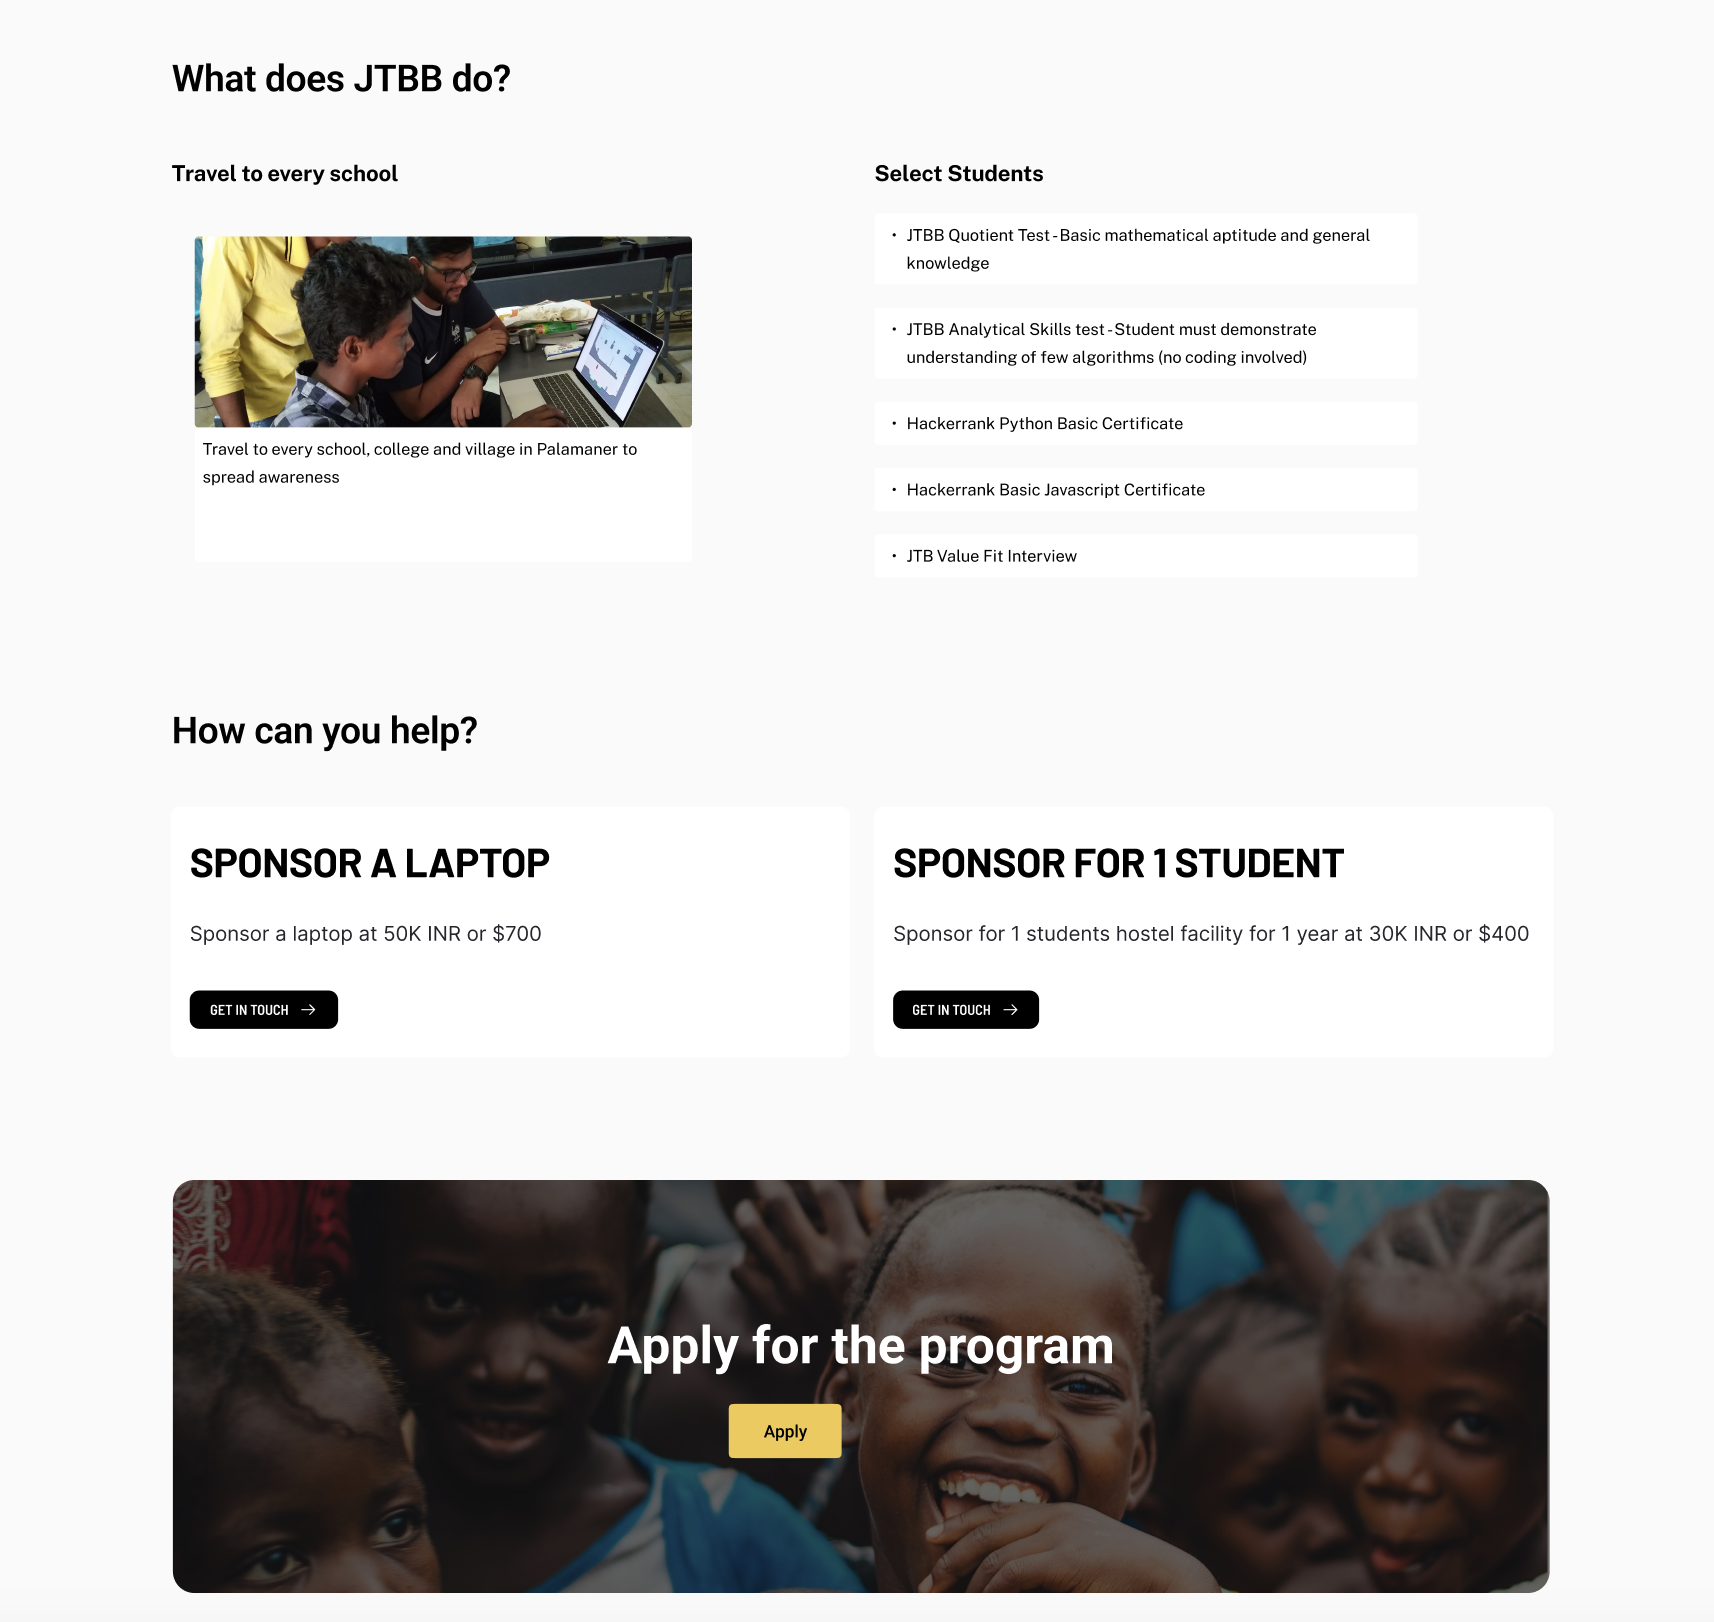 What does JTBB do?
Travel to every school
Travel to every school, college and village in Palamaner to
spread awareness
Select Students
• JTBB Quotient Test - Basic mathematical aptitude and general
knowledge
• JTBB Analytical Skills test - Student must demonstrate
understanding of few algorithms (no coding involved)
• Hackerrank Python Basic Certificate
• Hackerrank Basic Javascript Certificate
• JTB Value Fit Interview
How can you help?
SPONSOR A LAPTOP
Sponsor a laptop at 50K INR or $700
GET IN TOUCH →
SPONSOR FOR 1 STUDENT
Sponsor for 1 students hostel facility for 1 year at 30K INR or $400
GET IN TOUCH →
Apply for the program
Apply